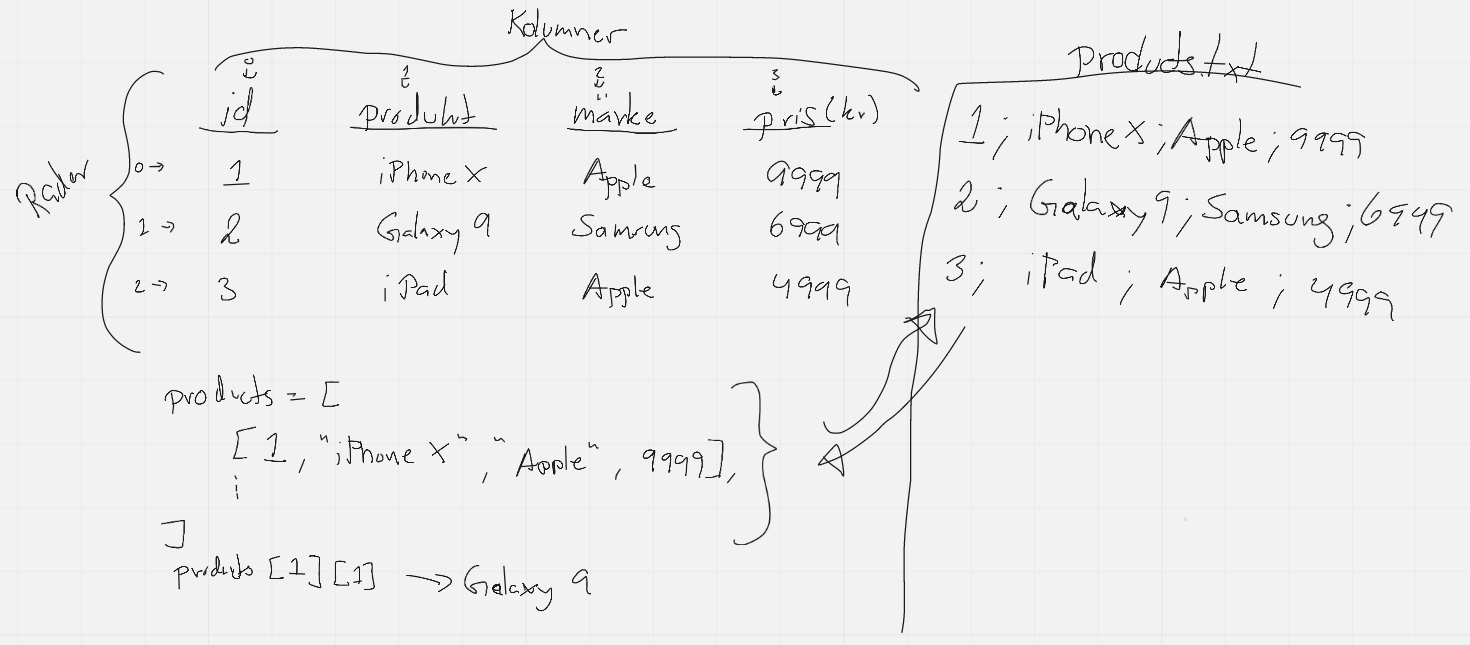 Kolumner
0 1 2 3
id produkt märke pris(kr)
Rader
0 → 1 iPhone X Apple 9999
1 → 2 Galaxy 9 Samsung 6999
2 → 3 iPad Apple 4999
products = [
[ 1, "iPhone X", "Apple", 9999],
]
products [1][1] → Galaxy 9
Products.txt
1; iPhone X; Apple; 9999
2; Galaxy 9; Samsung; 6949
3; iPad; Apple; 4999